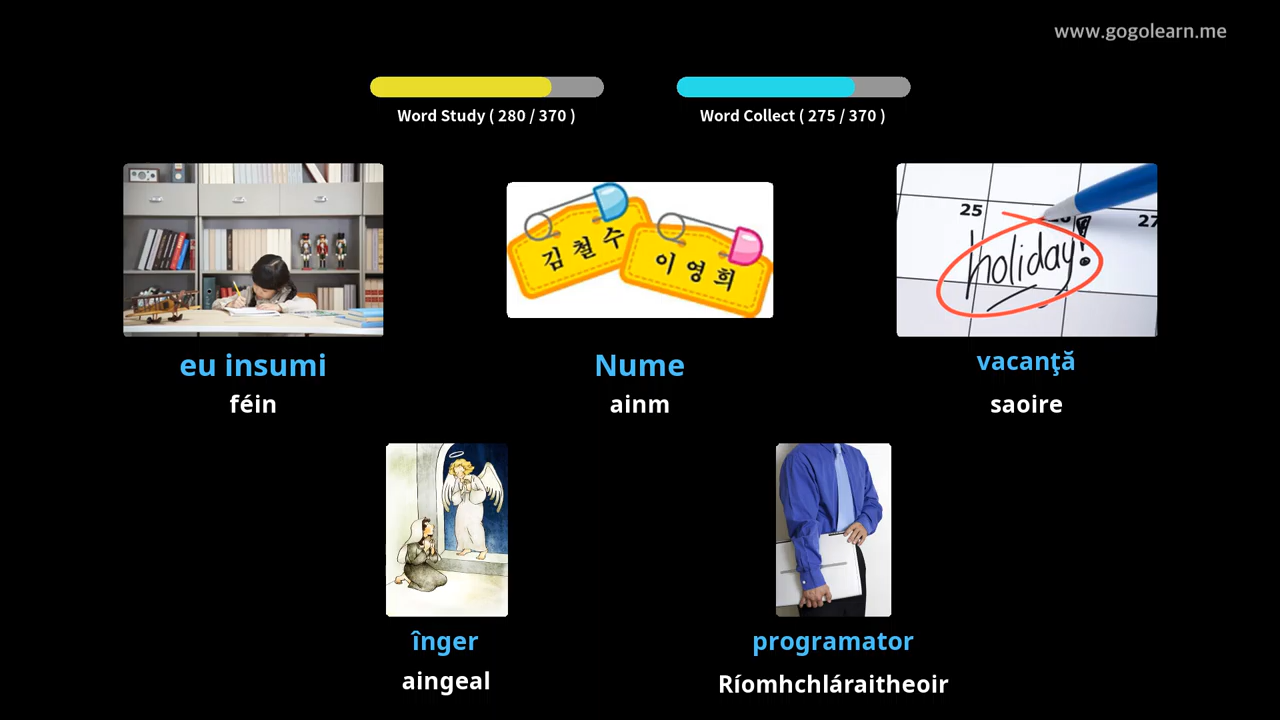 www.gogolearn.me
Word Study ( 280 / 370 )
Word Collect ( 275 / 370 )
김철수
이영희
25
27
holiday!
eu insumi
Nume
vacanţă
féin
ainm
saoire
înger
programator
aingeal
Ríomhchláraitheoir